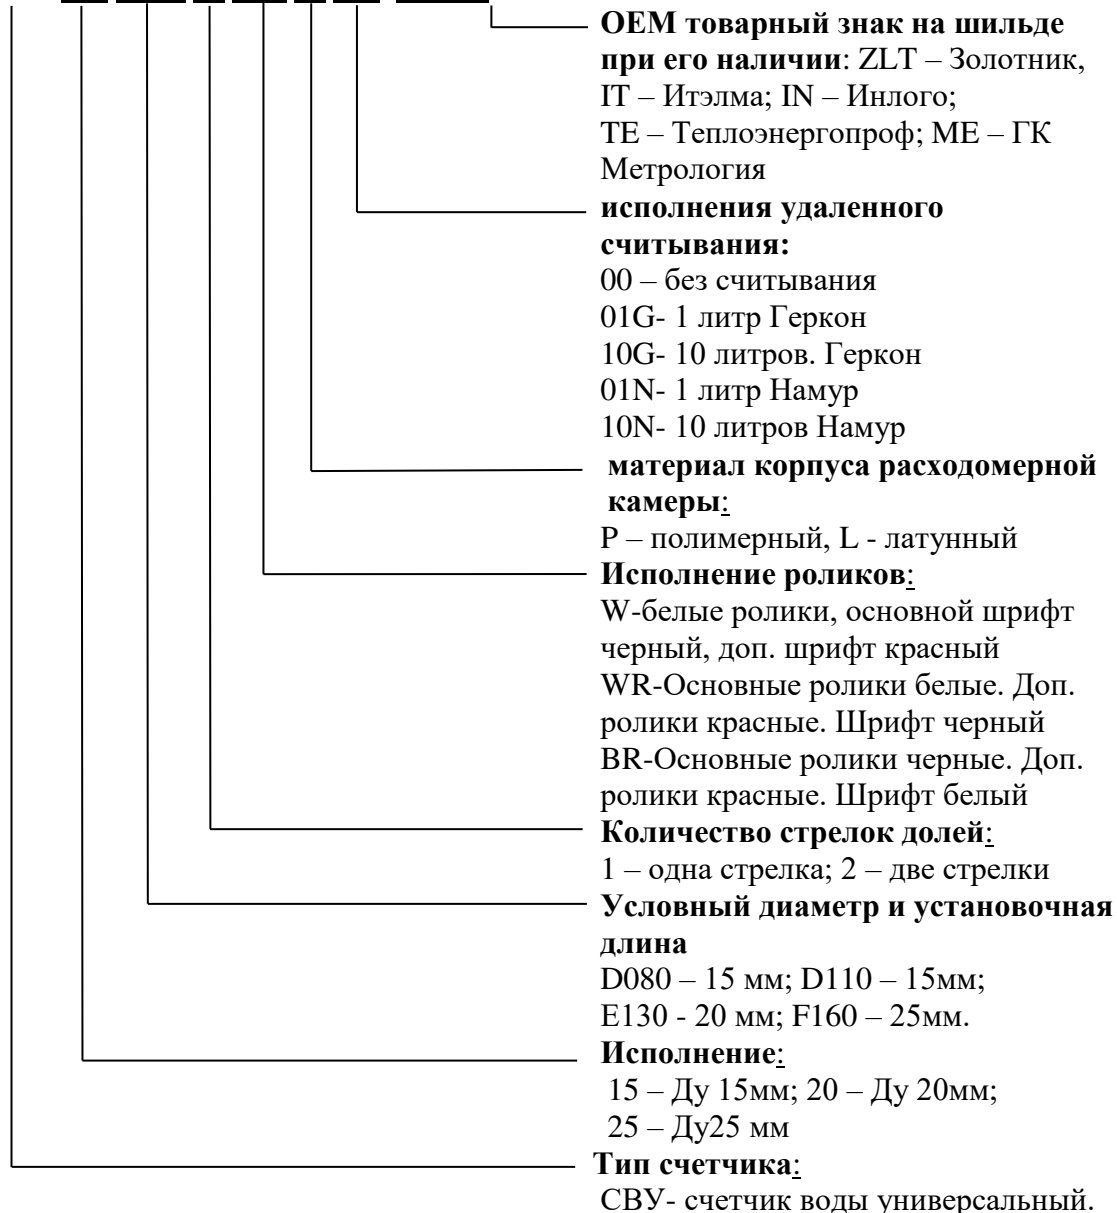 OEM товарный знак на шильде
при его наличии: ZLT – Золотник,
IT – Итэлма; IN – Инлого;
TE – Теплоэнергопроф; ME – ГК
Метрология
исполнения удаленного
считывания:
00 – без считывания
01G- 1 литр Геркон
10G- 10 литров. Геркон
01N- 1 литр Намур
10N- 10 литров Намур
материал корпуса расходомерной
камеры:
P – полимерный, L - латунный
Исполнение роликов:
W-белые ролики, основной шрифт
черный, доп. шрифт красный
WR-Основные ролики белые. Доп.
ролики красные. Шрифт черный
BR-Основные ролики черные. Доп.
ролики красные. Шрифт белый
Количество стрелок долей:
1 – одна стрелка; 2 – две стрелки
Условный диаметр и установочная
длина
D080 – 15 мм; D110 – 15мм;
E130 - 20 мм; F160 – 25мм.
Исполнение:
15 – Ду 15мм; 20 – Ду 20мм;
25 – Ду25 мм
Тип счетчика:
СВУ- счетчик воды универсальный.